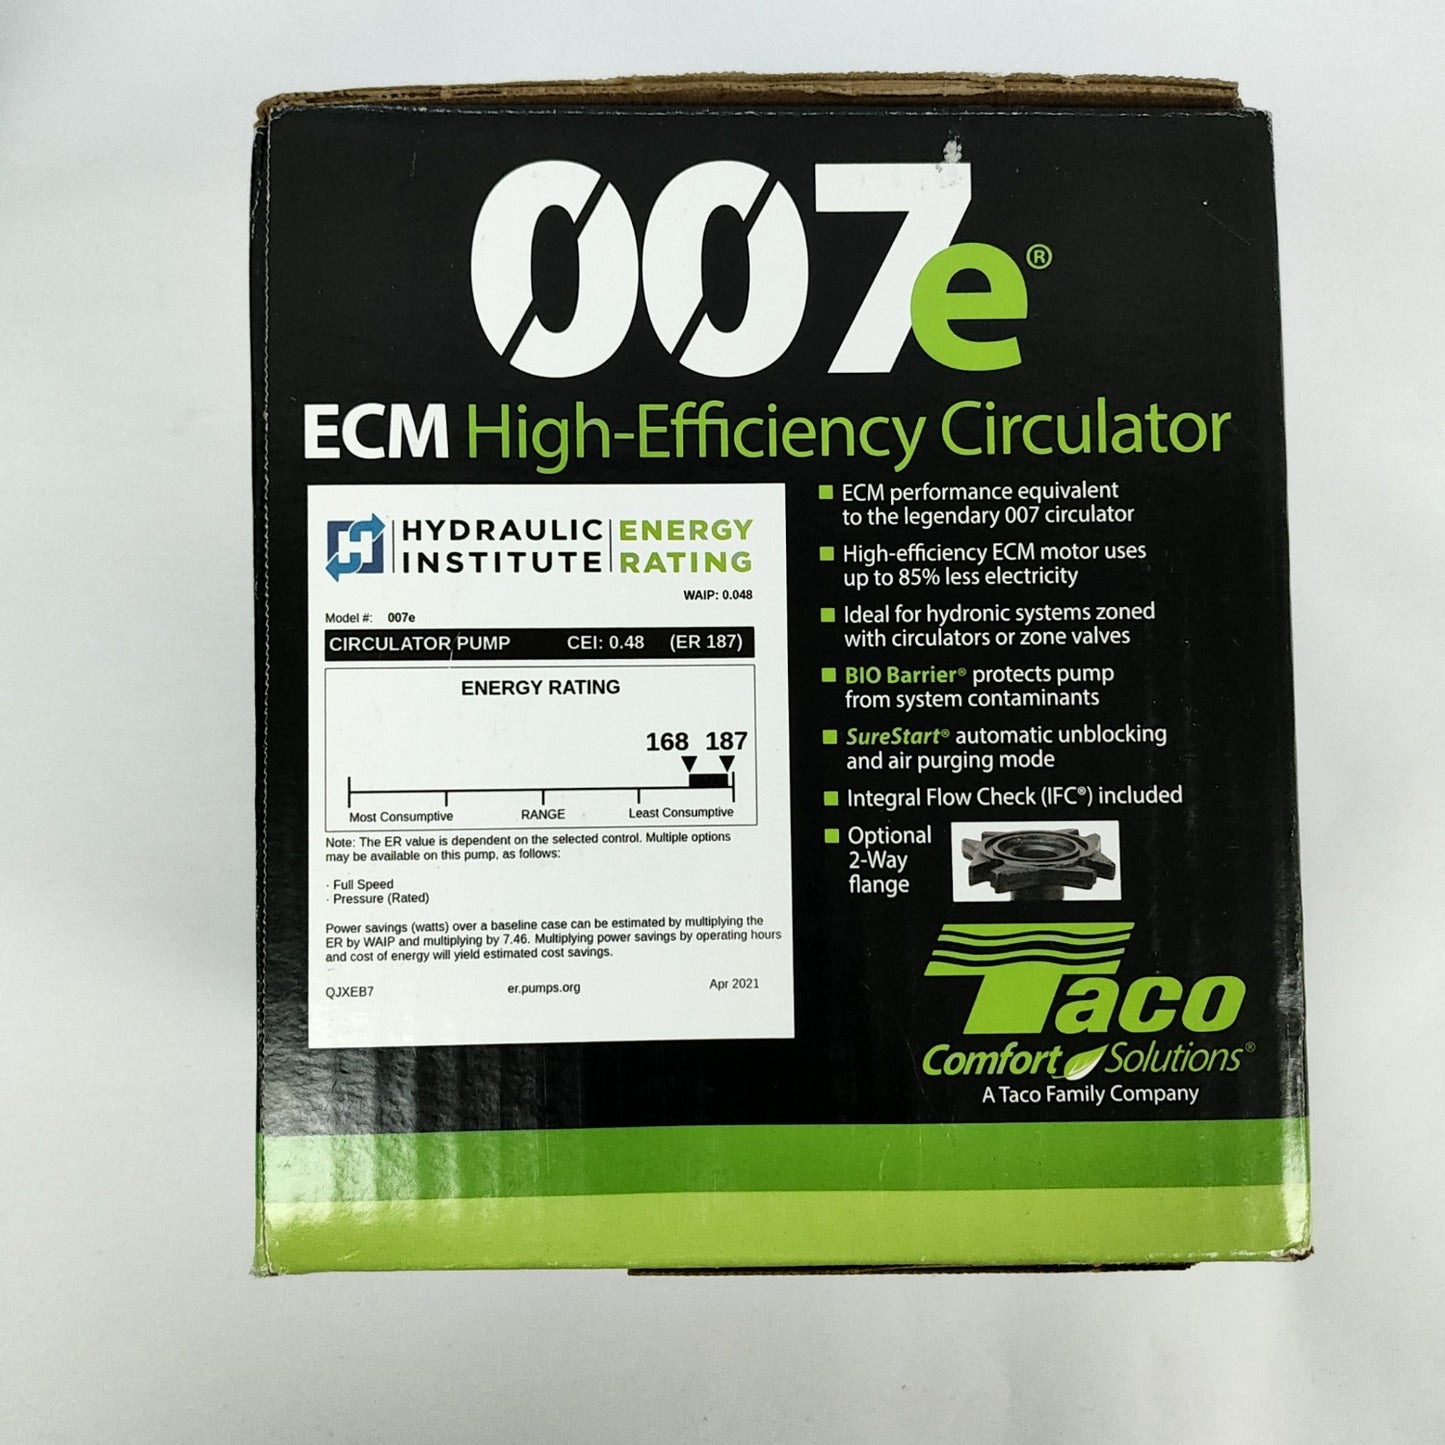 007e®
ECM High-Efficiency Circulator
H HYDRAULIC ENERGY
INSTITUTE RATING
WAIP: 0.048
Model #: 007e
CIRCULATOR PUMP CEI: 0.48 (ER 187)
ENERGY RATING
168 187
Most Consumptive RANGE Least Consumptive
Note: The ER value is dependent on the selected control. Multiple options
may be available on this pump, as follows:
· Full Speed
· Pressure (Rated)
Power savings (watts) over a baseline case can be estimated by multiplying the
ER by WAIP and multiplying by 7.46. Multiplying power savings by operating hours
and cost of energy will yield estimated cost savings.
QJXEB7 er.pumps.org Apr 2021
ECM performance equivalent
to the legendary 007 circulator
High-efficiency ECM motor uses
up to 85% less electricity
Ideal for hydronic systems zoned
with circulators or zone valves
BIO Barrier® protects pump
from system contaminants
SureStart® automatic unblocking
and air purging mode
Integral Flow Check (IFC®) included
Optional
2-Way
flange
Taco
Comfort Solutions®
A Taco Family Company